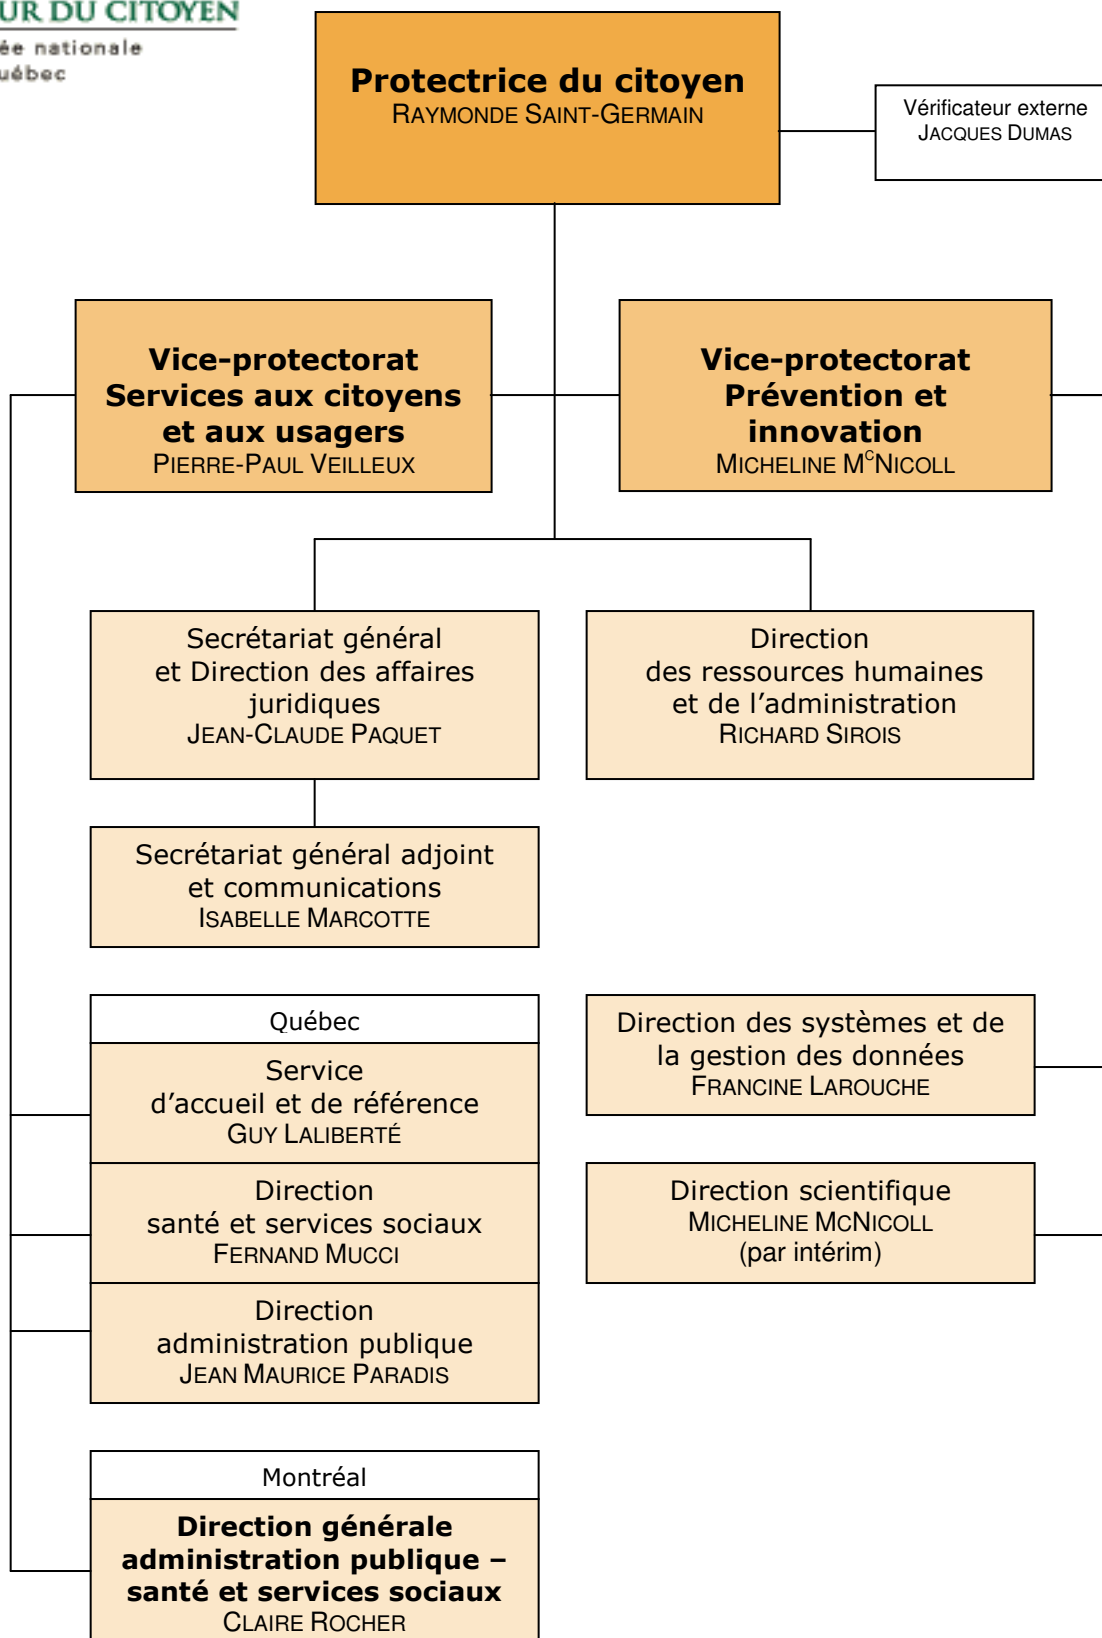 UR DU CITOYEN
ée nationale
uébec
Protectrice du citoyen
RAYMONDE SAINT-GERMAIN
Vérificateur externe
JACQUES DUMAS
Vice-protectorat
Services aux citoyens
et aux usagers
PIERRE-PAUL VEILLEUX
Vice-protectorat
Prévention et
innovation
MICHELINE MCNICOLL
Secrétariat général
et Direction des affaires
juridiques
JEAN-CLAUDE PAQUET
Direction
des ressources humaines
et de l’administration
RICHARD SIROIS
Secrétariat général adjoint
et communications
ISABELLE MARCOTTE
Québec
Service
d’accueil et de référence
GUY LALIBERTÉ
Direction
santé et services sociaux
FERNAND MUCCI
Direction
administration publique
JEAN MAURICE PARADIS
Direction des systèmes et de
la gestion des données
FRANCINE LAROUCHE
Direction scientifique
MICHELINE MCNICOLL
(par intérim)
Montréal
Direction générale
administration publique –
santé et services sociaux
CLAIRE ROCHER